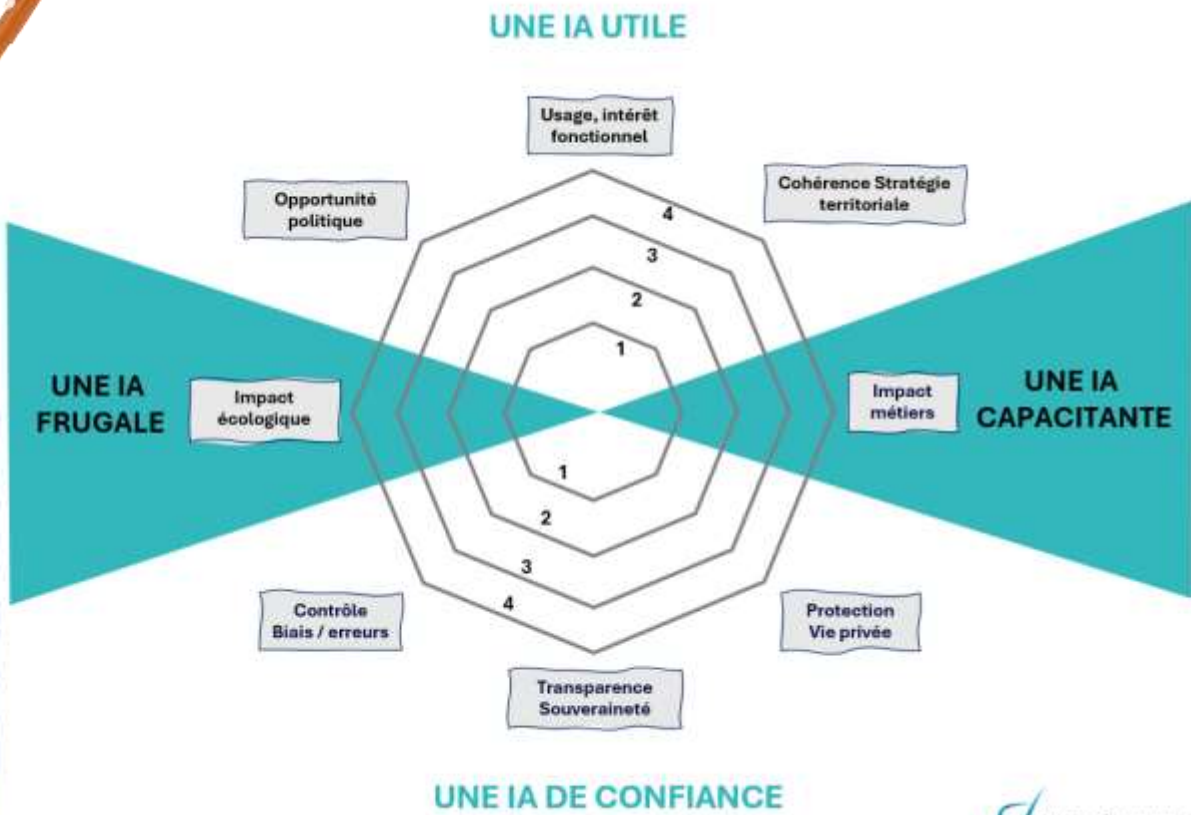 UNE IA UTILE
Usage, intérêt
fonctionnel
Opportunité
politique
Cohérence Stratégie
territoriale
4
3
2
1
UNE IA
FRUGALE
Impact
écologique
Impact
métiers
UNE IA
CAPACITANTE
1
2
3
4
Contrôle
Biais / erreurs
Protection
Vie privée
Transparence
Souveraineté
UNE IA DE CONFIANCE